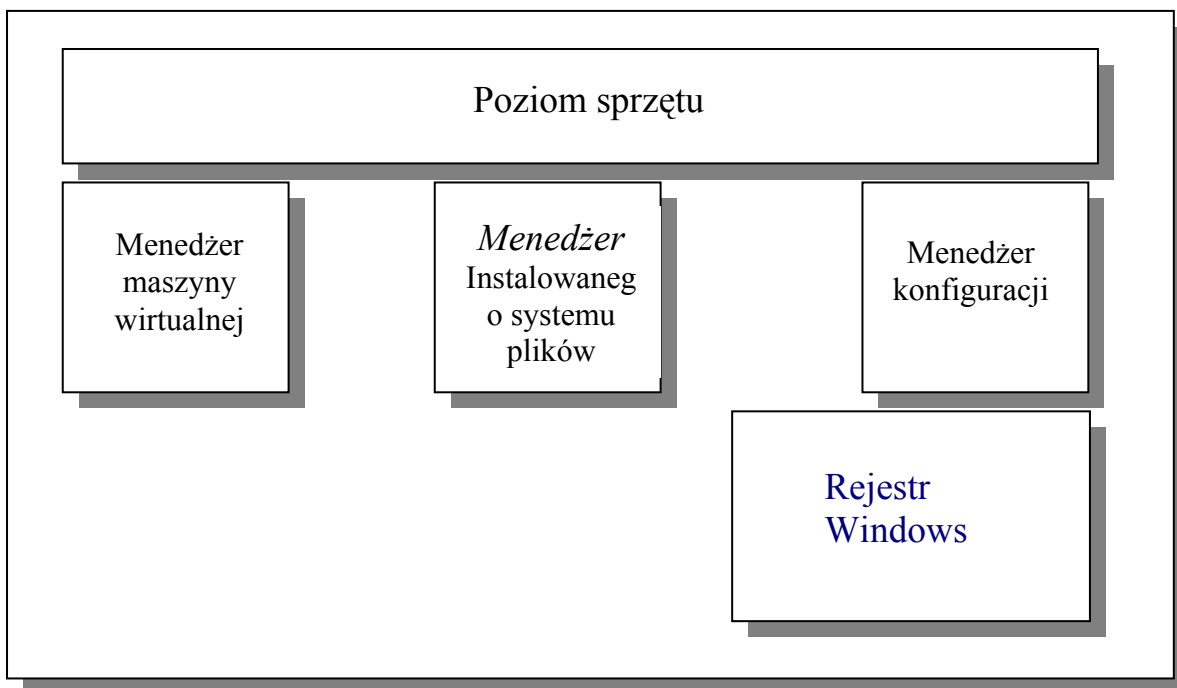 Poziom sprzętu
Menedżer
maszyny
wirtualnej
Menedżer
Instalowaneg
o systemu
plików
Menedżer
konfiguracji
Rejestr
Windows